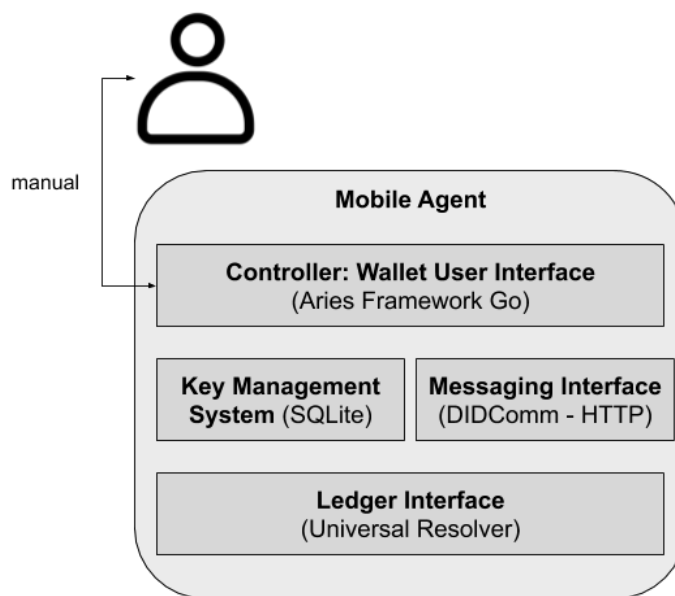 manual
Mobile Agent
Controller: Wallet User Interface
(Aries Framework Go)
Key Management
System (SQLite)
Messaging Interface
(DIDComm - HTTP)
Ledger Interface
(Universal Resolver)